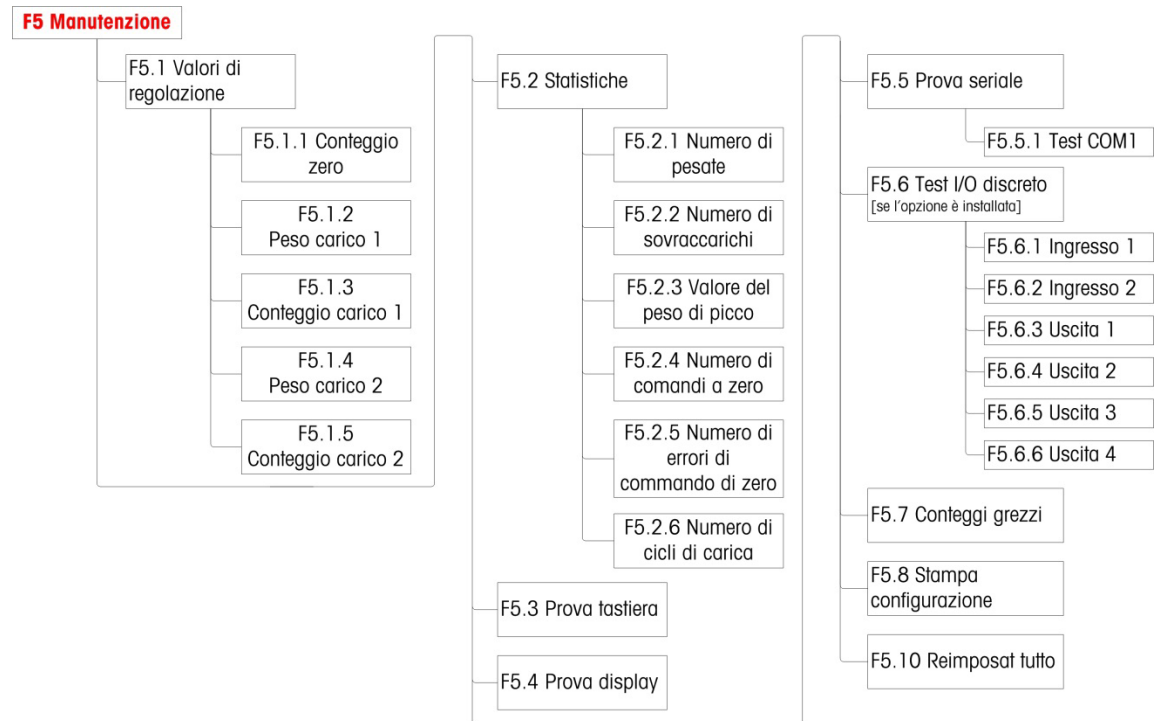 F5 Manutenzione
F5.1 Valori di
regolazione
F5.1.1 Conteggio
zero
F5.1.2
Peso carico 1
F5.1.3
Conteggio carico 1
F5.1.4
Peso carico 2
F5.1.5
Conteggio carico 2
F5.2 Statistiche
F5.2.1 Numero di
pesate
F5.2.2 Numero di
sovraccarichi
F5.2.3 Valore del
peso di picco
F5.2.4 Numero di
comandi a zero
F5.2.5 Numero di
errori di
commando di zero
F5.2.6 Numero di
cicli di carica
F5.3 Prova tastiera
F5.4 Prova display
F5.5 Prova seriale
F5.5.1 Test COM1
F5.6 Test I/O discreto
[se l'opzione è installata]
F5.6.1 Ingresso 1
F5.6.2 Ingresso 2
F5.6.3 Uscita 1
F5.6.4 Uscita 2
F5.6.5 Uscita 3
F5.6.6 Uscita 4
F5.7 Conteggi grezzi
F5.8 Stampa
configurazione
F5.10 Reimposat tutto